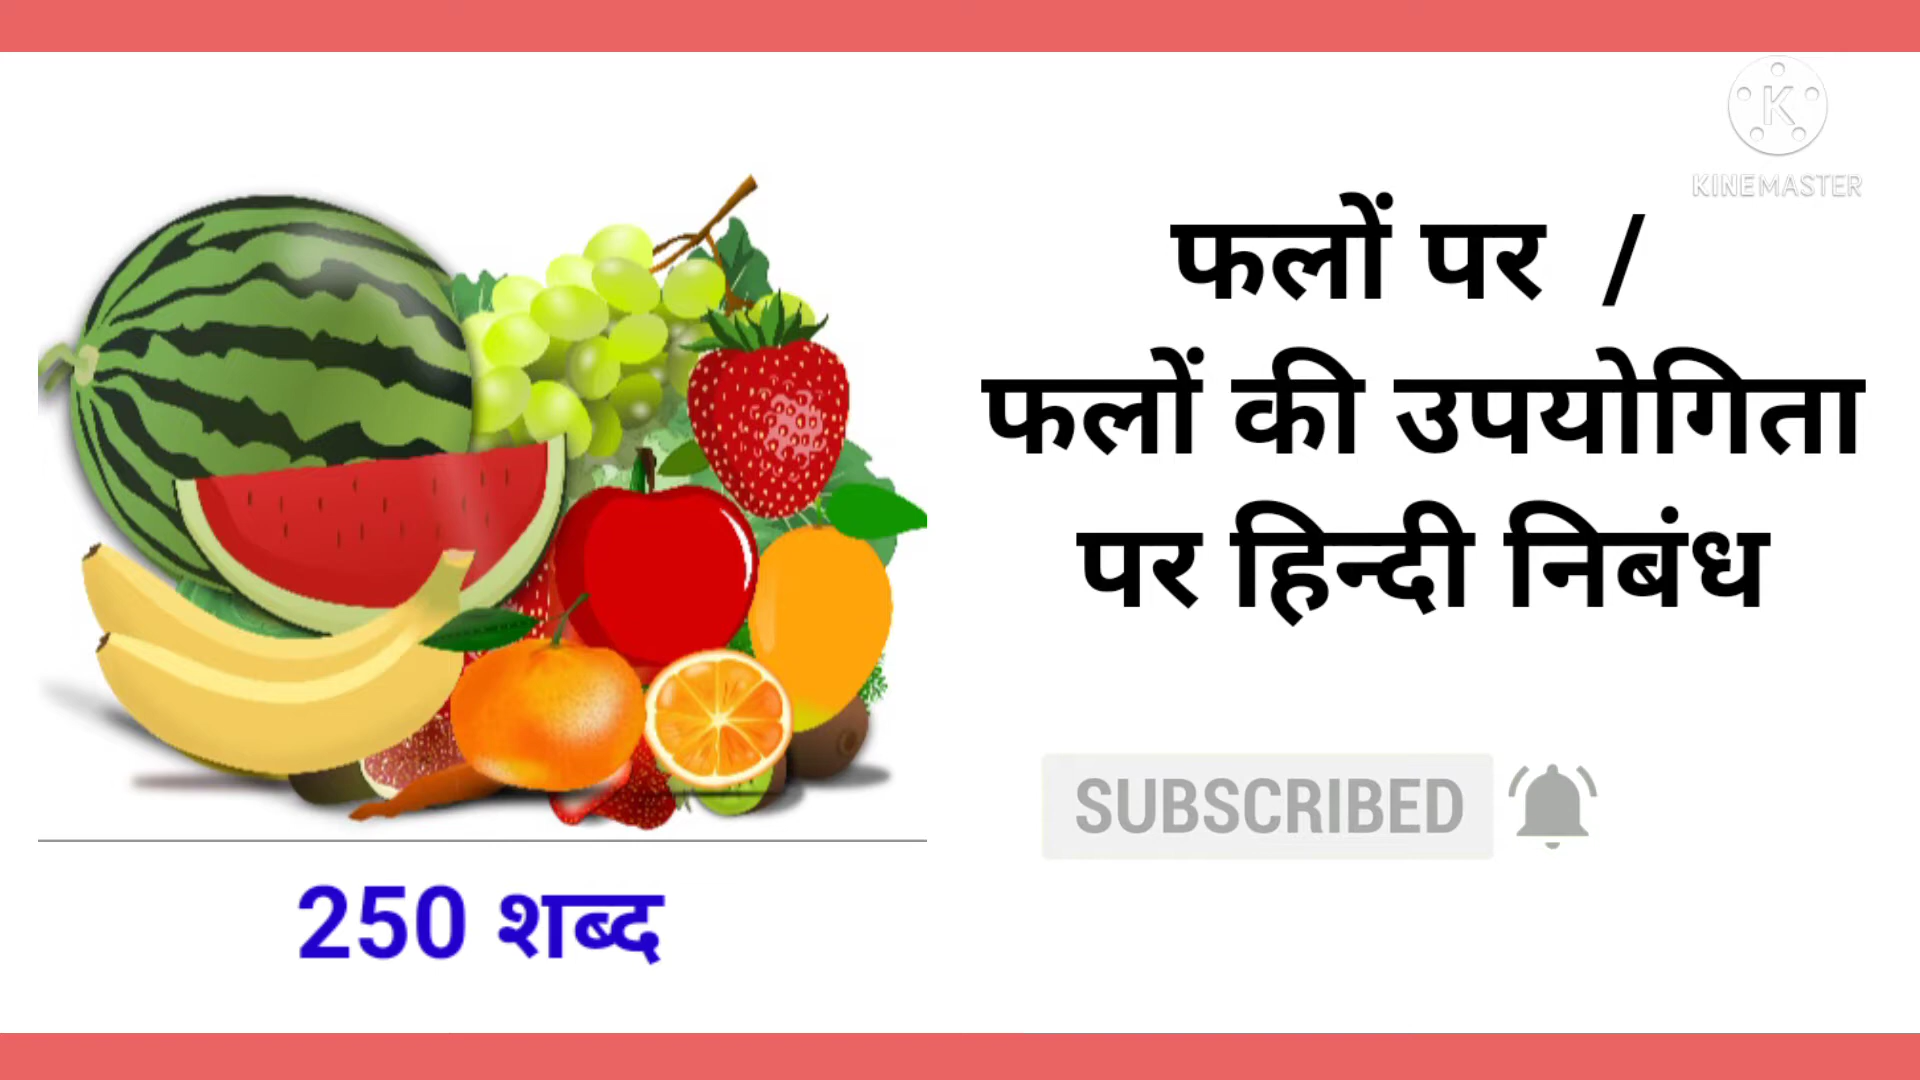 KINEMASTER
फलों पर /
फलों की उपयोगिता
पर हिन्दी निबंध
SUBSCRIBED
250 शब्द